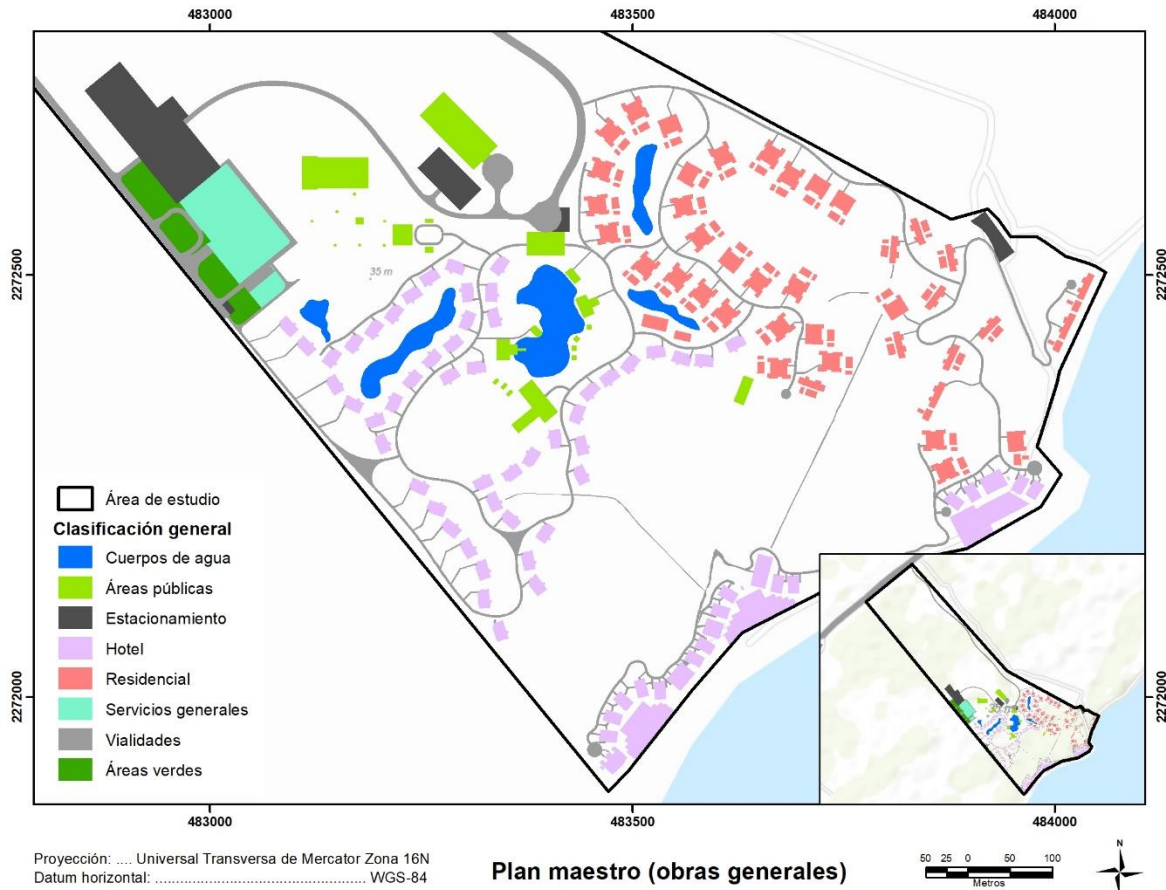 483000 483500 484000
2272500 2272500
35 m
Área de estudio
Clasificación general
Cuerpos de agua
Áreas públicas
Estacionamiento
Hotel
Residencial
Servicios generales
Vialidades
Áreas verdes
2272000 2272000
483000 483500 484000
Proyección: .... Universal Transversa de Mercator Zona 16N
Datum horizontal: .................................................. WGS-84
Plan maestro (obras generales)
50 25 0 50 100
Metros
N